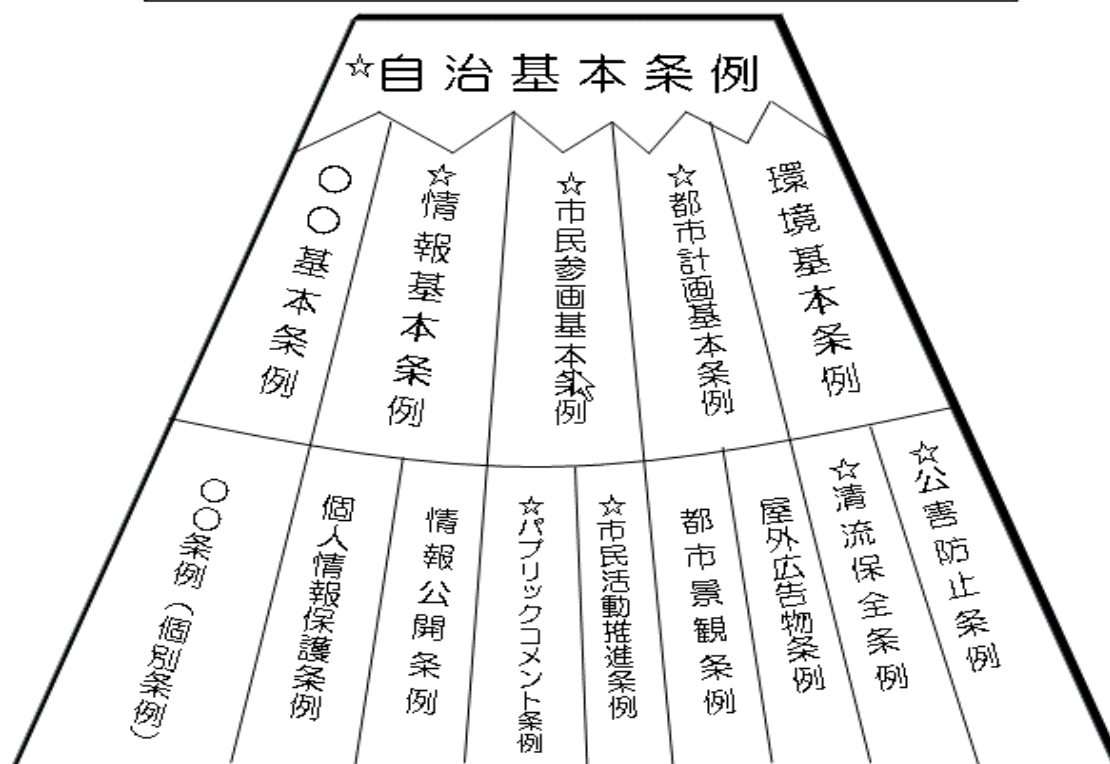 ☆自治基本条例
〇〇基本条例
☆情報基本条例
☆市民参画基本条例
☆都市計画基本条例
環境基本条例
〇〇条例（個別条例）
個人情報保護条例
情報公開条例
☆パブリックコメント条例
☆市民活動推進条例
都市景観条例
屋外広告物条例
☆清流保全条例
☆公害防止条例